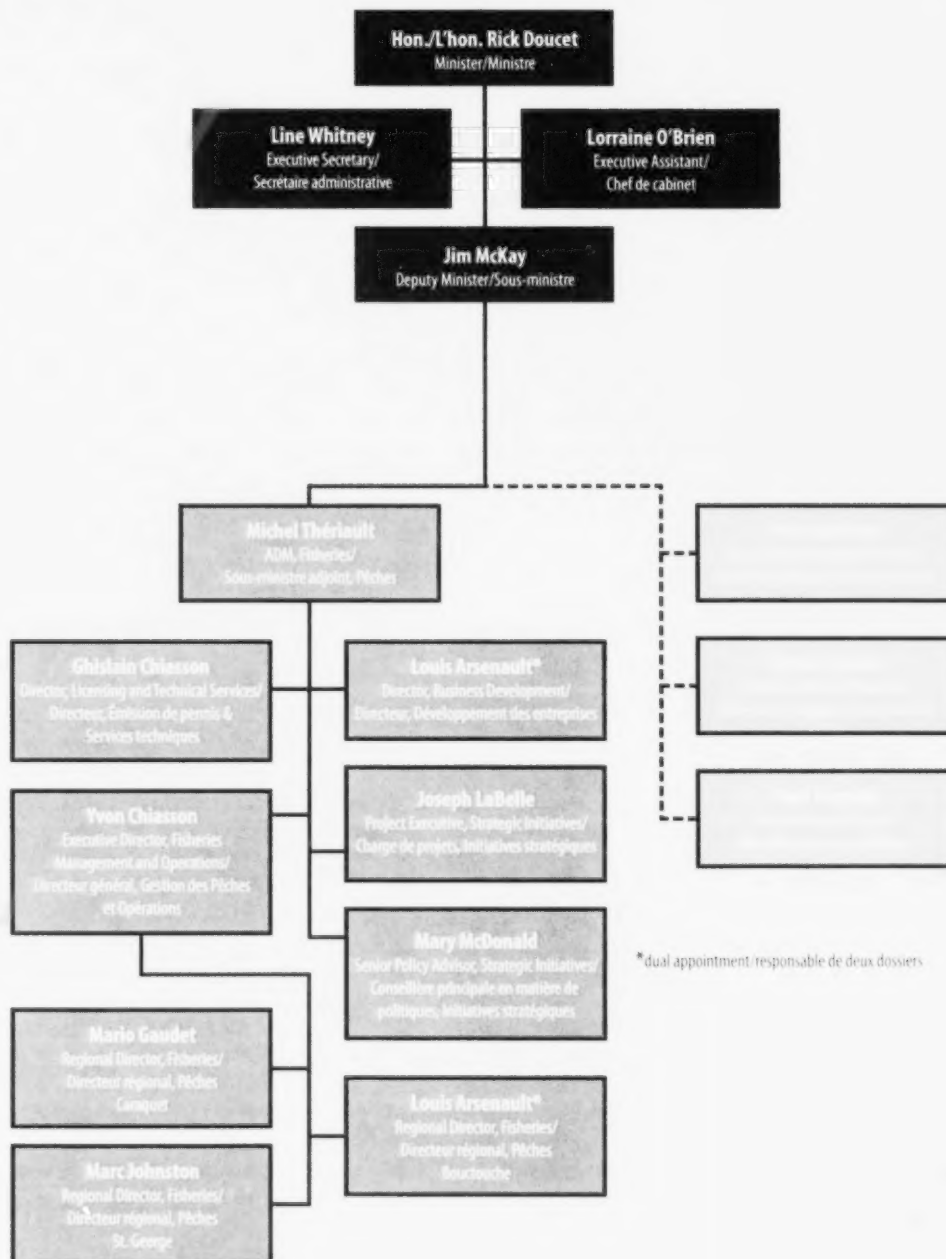 Hon./L'hon. Rick Doucet
Minister/Ministre
Line Whitney
Executive Secretary/
Secrétaire administrative
Lorraine O'Brien
Executive Assistant/
Chef de cabinet
Jim McKay
Deputy Minister/Sous-ministre
Michel Thériault
ADM, Fisheries/
Sous-ministre adjoint, Pêches
Ghislain Chiasson
Director, Licensing and Technical Services/
Directeur, Émission de permis &
Services techniques
Louis Arsenault*
Director, Business Development/
Directeur, Développement des entreprises
Yvon Chiasson
Executive Director, Fisheries
Management and Operations/
Directeur général, Gestion des Pêches
et Opérations
Joseph LaBelle
Project Executive, Strategic Initiatives/
Charge de projets, Initiatives stratégiques
Mary McDonald
Senior Policy Advisor, Strategic Initiatives/
Conseillère principale en matière de
politiques, Initiatives stratégiques
*dual appointment/responsable de deux dossiers
Mario Gaudet
Regional Director, Fisheries/
Directeur régional, Pêches
Caraquet
Louis Arsenault*
Regional Director, Fisheries/
Directeur régional, Pêches
Bouctouche
Marc Johnston
Regional Director, Fisheries/
Directeur régional, Pêches
St. George